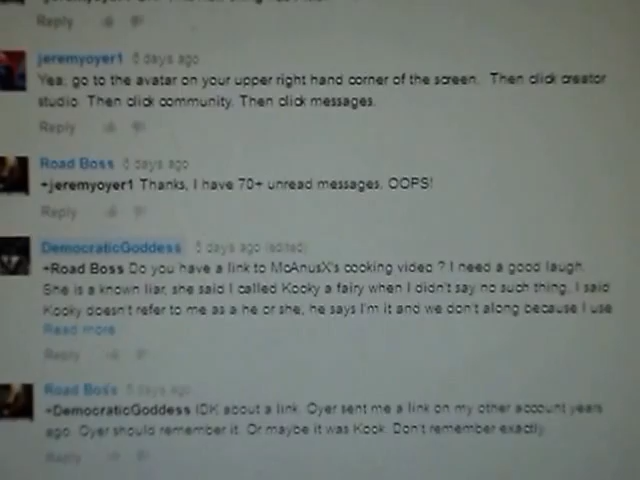 Reply
jeremyoyer1 6 days ago
Yea, go to the avatar on your upper right hand corner of the screen. Then click creator
studio. Then click community. Then click messages.
Reply
Road Boss 6 days ago
+jeremyoyer1 Thanks, I have 70+ unread messages. OOPS!
Reply
DemocraticGoddess 5 days ago (edited)
+Road Boss Do you have a link to McAnusX's cooking video ? I need a good laugh.
She is a known liar, she said I called Kooky a fairy when I didn't say no such thing. I said
Kooky doesn't refer to me as a he or she, he says I'm it and we don't along because I use
Read more
Reply
Road Boss 5 days ago
+DemocraticGoddess IDK about a link. Oyer sent me a link on my other account years
ago. Oyer should remember it. Or maybe it was Kook. Don't remember exactly.
Reply